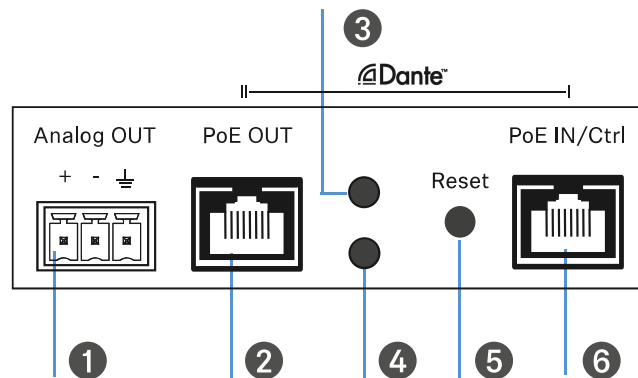 3
Dante™
Analog OUT PoE OUT PoE IN/Ctrl
+ - Reset
1 2 4 5 6